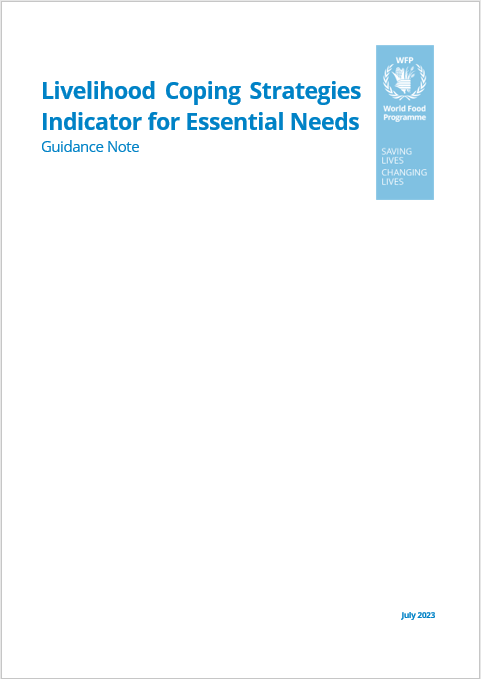 Livelihood Coping Strategies
Indicator for Essential Needs
Guidance Note
WFP
World Food
Programme
SAVING
LIVES
CHANGING
LIVES
July 2023